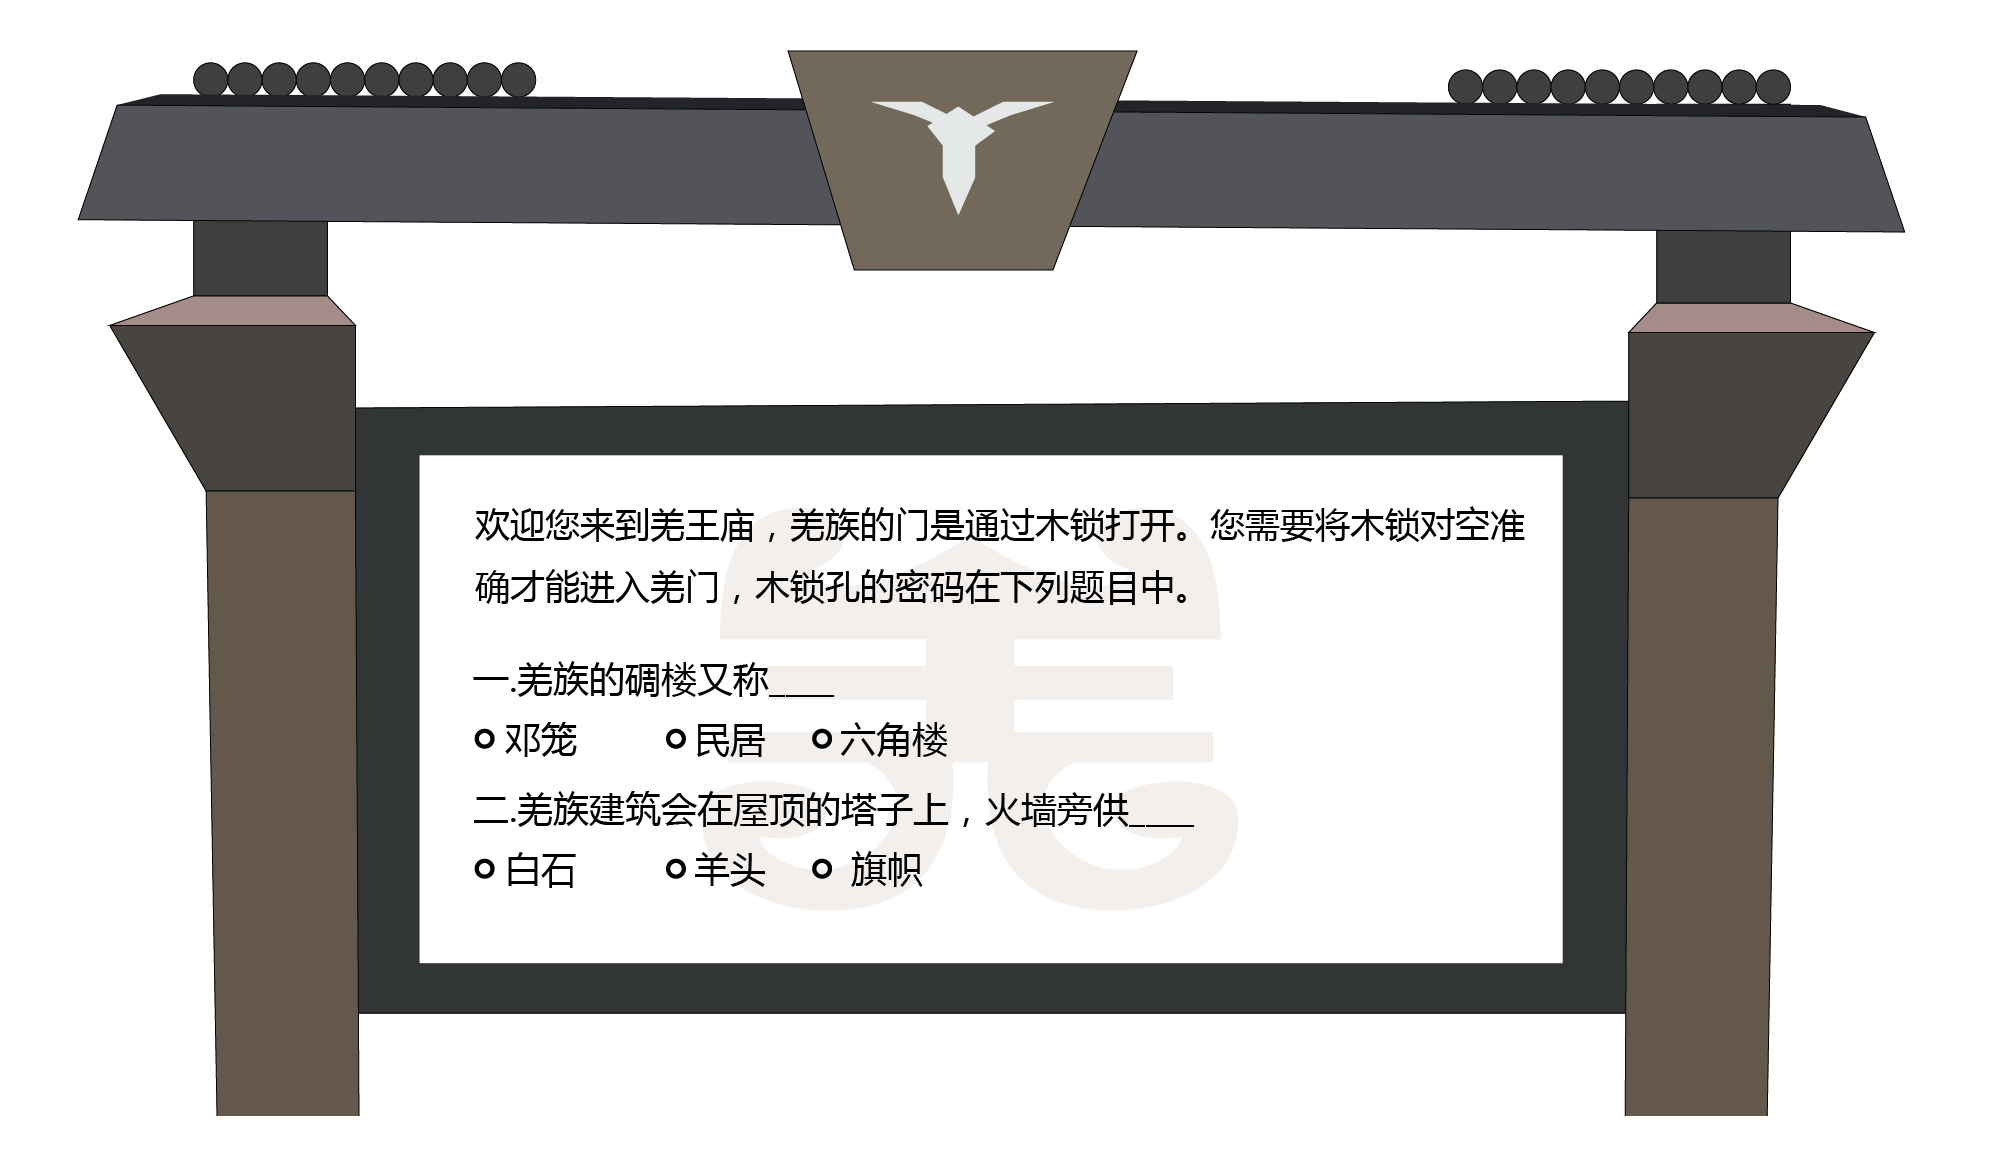 欢迎您来到羌王庙，羌族的门是通过木锁打开。您需要将木锁对空准
确才能进入羌门，木锁孔的密码在下列题目中。
一.羌族的碉楼又称____
邓笼 民居 六角楼
二.羌族建筑会在屋顶的塔子上，火墙旁供____
白石 羊头 旗帜